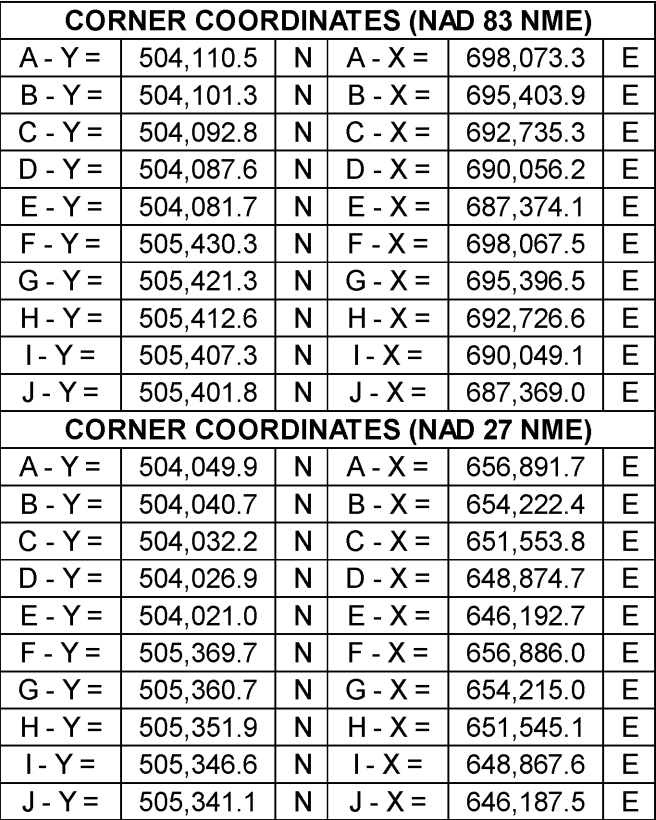 CORNER COORDINATES (NAD 83 NME)
A - Y = 504,110.5 N A - X = 698,073.3 E
B - Y = 504,101.3 N B - X = 695,403.9 E
C - Y = 504,092.8 N C - X = 692,735.3 E
D - Y = 504,087.6 N D - X = 690,056.2 E
E - Y = 504,081.7 N E - X = 687,374.1 E
F - Y = 505,430.3 N F - X = 698,067.5 E
G - Y = 505,421.3 N G - X = 695,396.5 E
H - Y = 505,412.6 N H - X = 692,726.6 E
I - Y = 505,407.3 N I - X = 690,049.1 E
J - Y = 505,401.8 N J - X = 687,369.0 E
CORNER COORDINATES (NAD 27 NME)
A - Y = 504,049.9 N A - X = 656,891.7 E
B - Y = 504,040.7 N B - X = 654,222.4 E
C - Y = 504,032.2 N C - X = 651,553.8 E
D - Y = 504,026.9 N D - X = 648,874.7 E
E - Y = 504,021.0 N E - X = 646,192.7 E
F - Y = 505,369.7 N F - X = 656,886.0 E
G - Y = 505,360.7 N G - X = 654,215.0 E
H - Y = 505,351.9 N H - X = 651,545.1 E
I - Y = 505,346.6 N I - X = 648,867.6 E
J - Y = 505,341.1 N J - X = 646,187.5 E